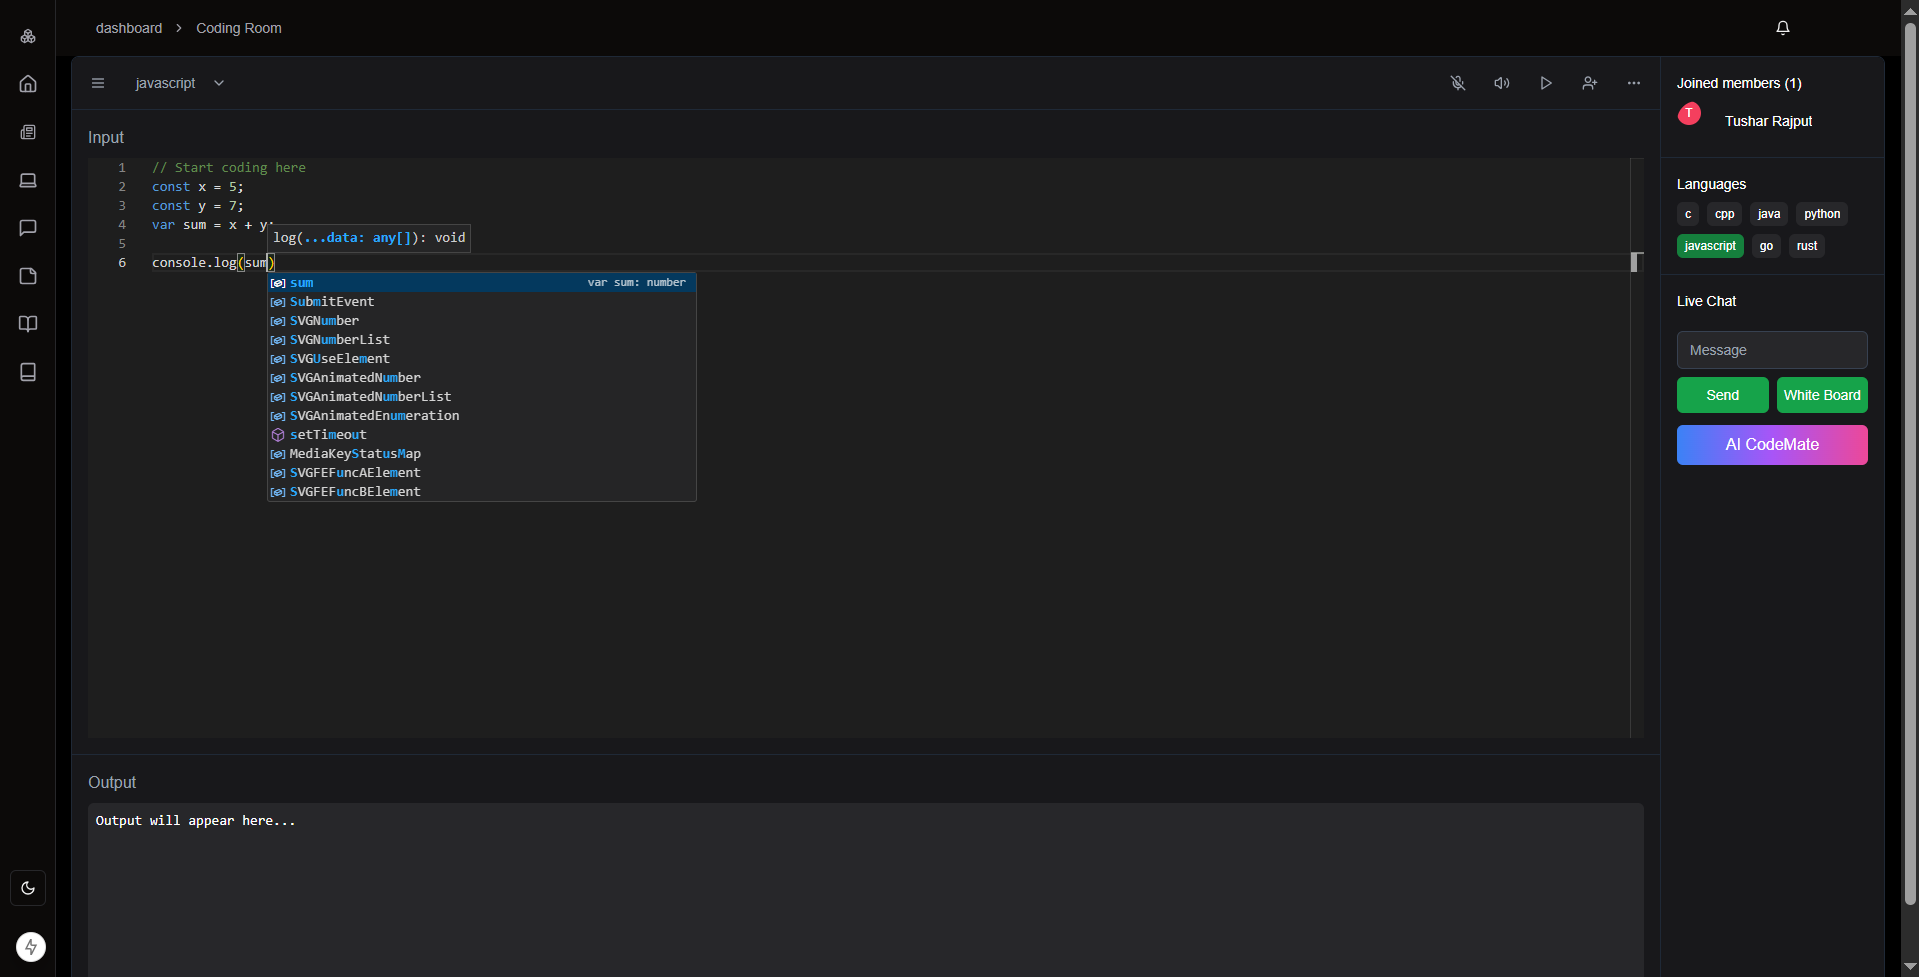 dashboard > Coding Room
javascript
Input
1 // Start coding here
2 const x = 5;
3 const y = 7;
4 var sum = x + y;
5
log(...data: any[]): void
6 console.log(sum)
sum var sum: number
SubmitEvent
SVGNumber
SVGNumberList
SVGUseElement
SVGAnimatedNumber
SVGAnimatedNumberList
SVGAnimatedEnumeration
setTimeout
MediaKeyStatusMap
SVGFEFuncAElement
SVGFEFuncBElement
Output
Output will appear here...
Joined members (1)
T
Tushar Rajput
Languages
c cpp java python
javascript go rust
Live Chat
Message
Send White Board
AI CodeMate